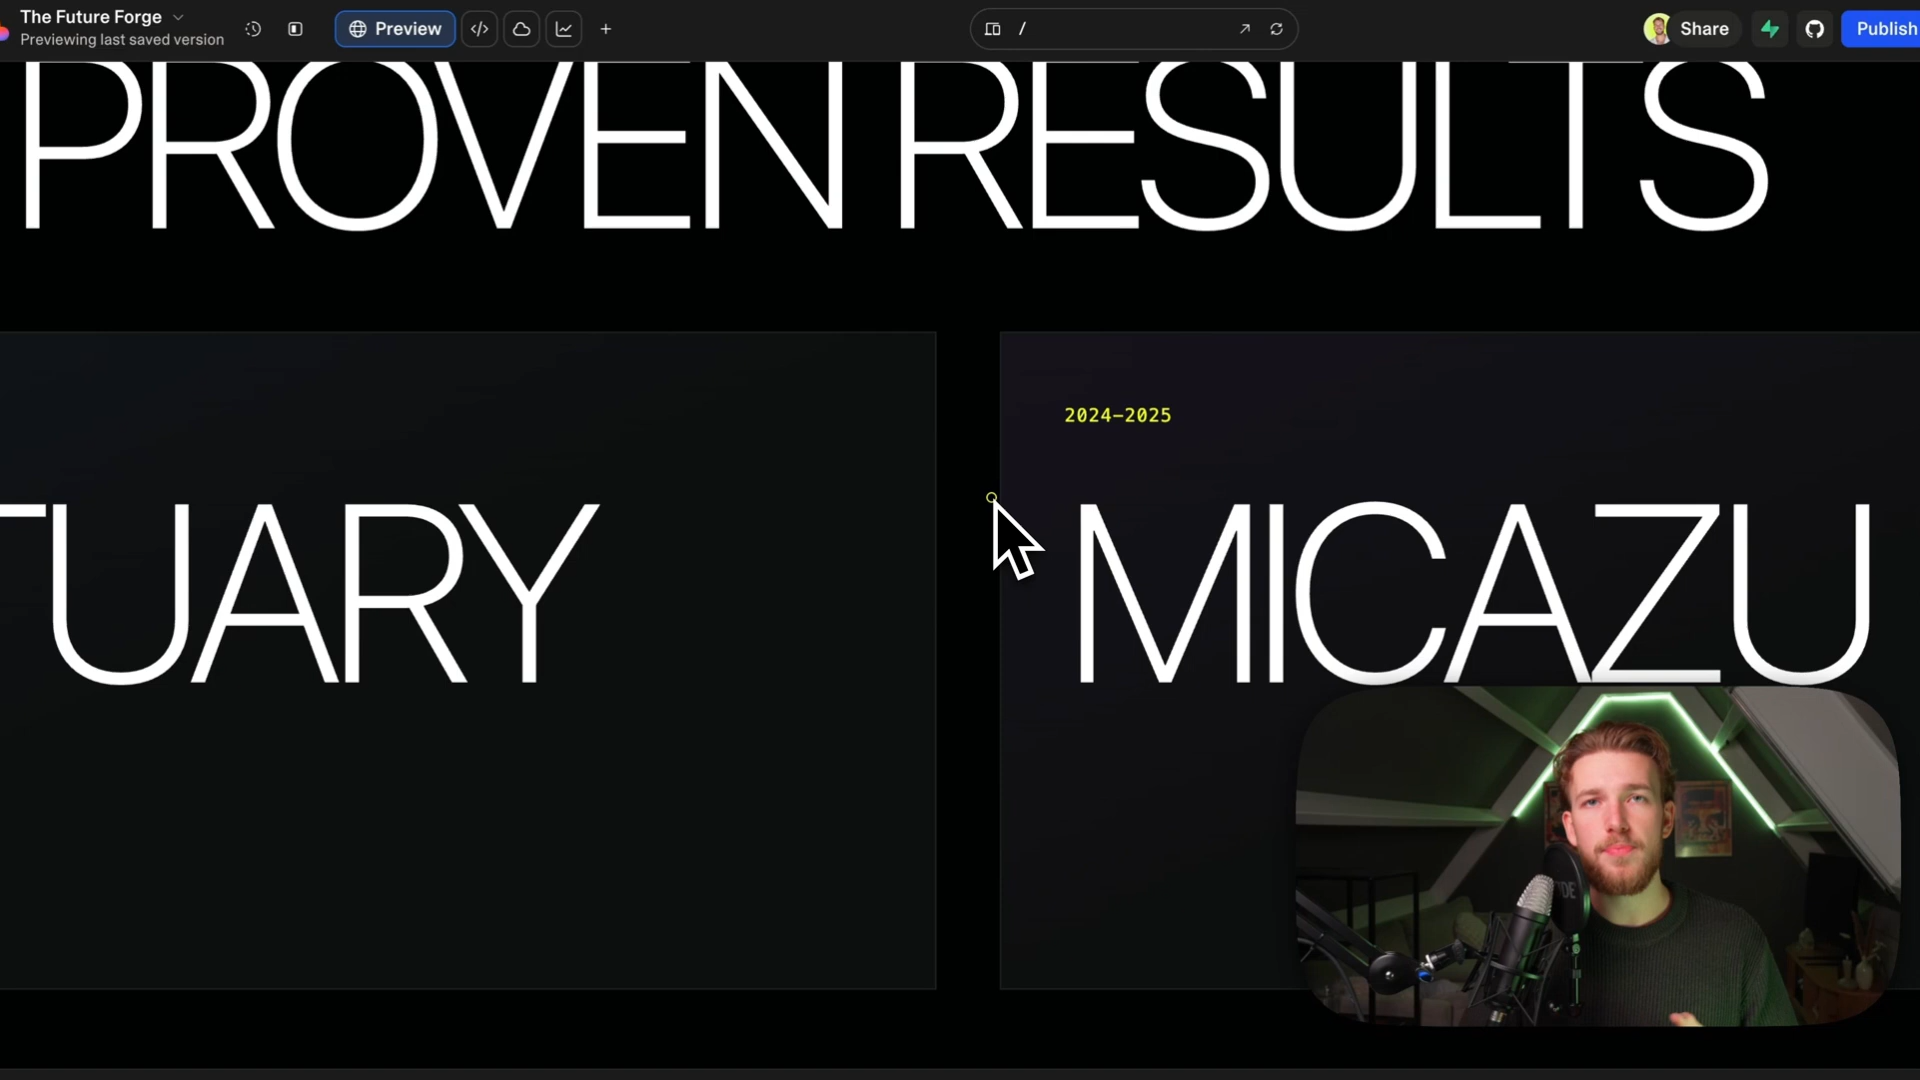 The Future Forge
Previewing last saved version
Preview
/
Share
Publish
PROVEN RESULTS
2024–2025
TUARY
MICAZU